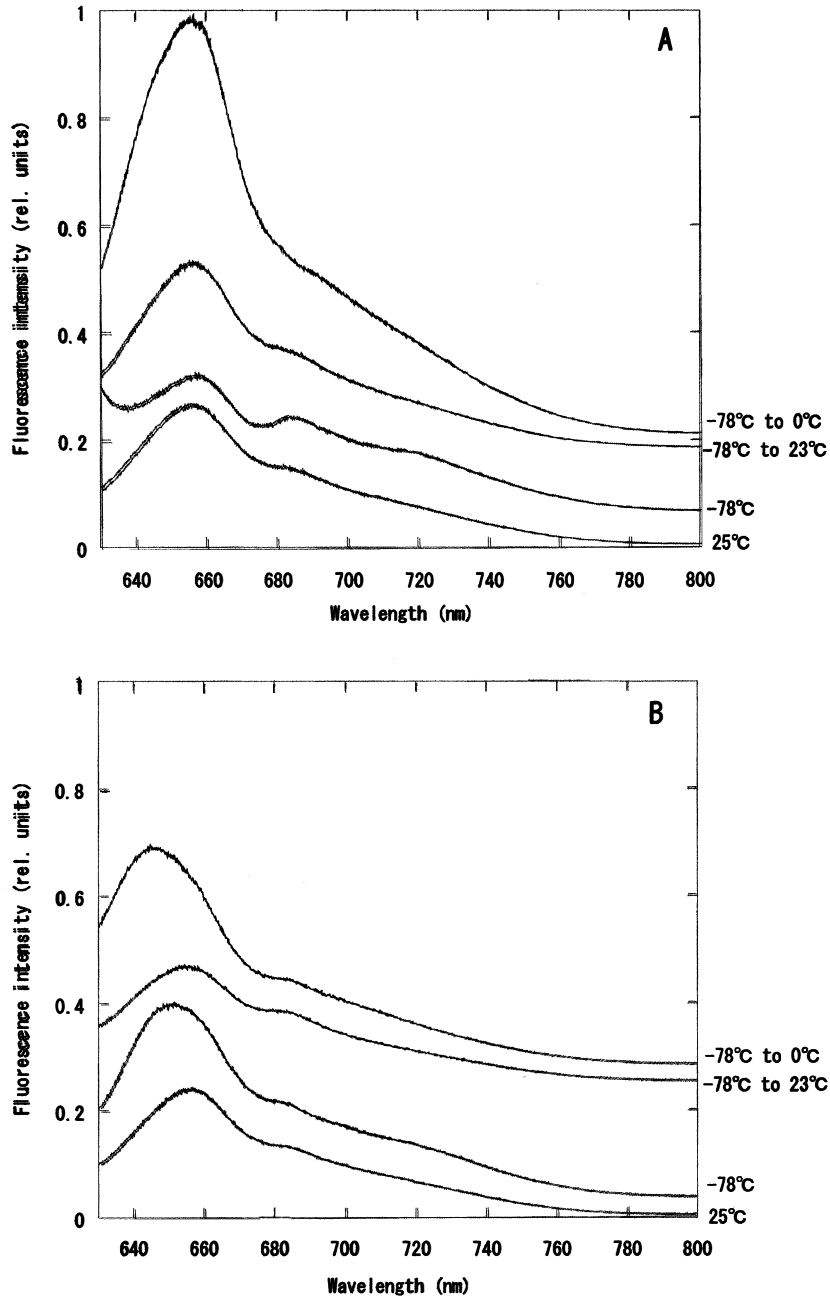 A
1
0.8
0.6
0.4
0.2
0
Fluorescence intensity (rel. units)
-78℃ to 0℃
-78℃ to 23℃
-78℃
25℃
640 660 680 700 720 740 760 780 800
Wavelength (nm)
B
1
0.8
0.6
0.4
0.2
0
Fluorescence intensity (rel. units)
-78℃ to 0℃
-78℃ to 23℃
-78℃
25℃
640 660 680 700 720 740 760 780 800
Wavelength (nm)